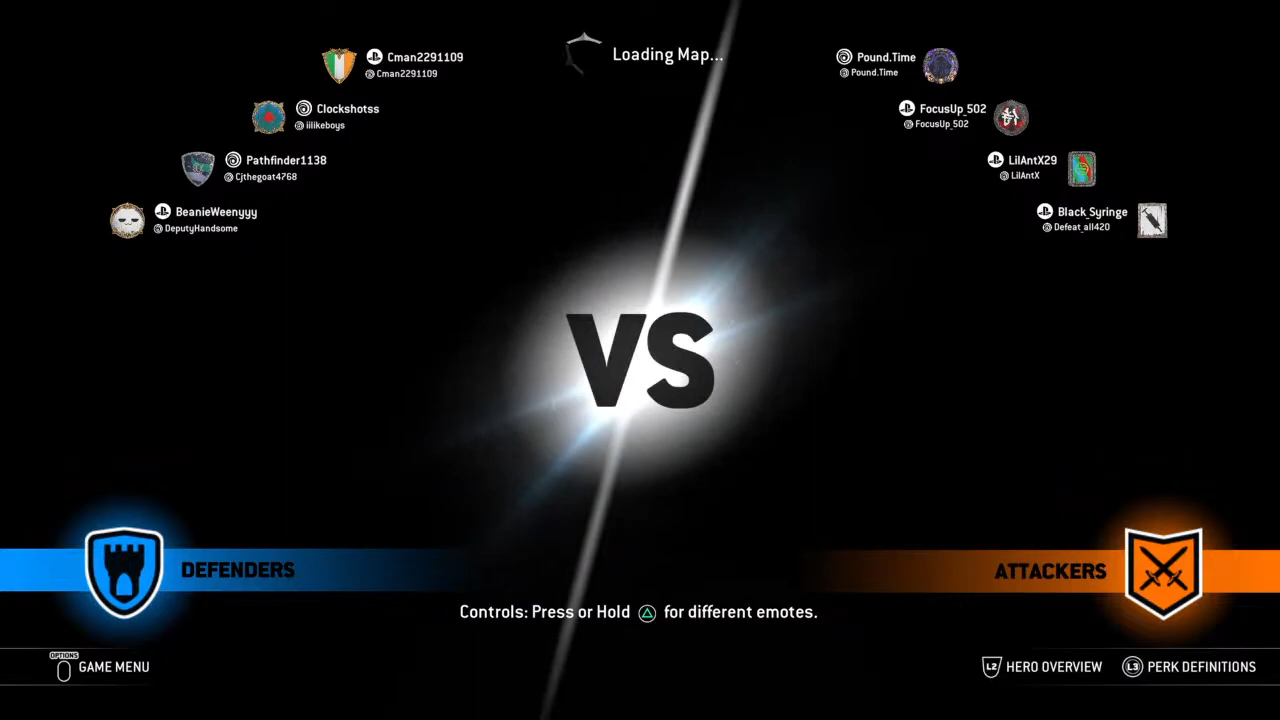 Cman2291109
Cman2291109
Clockshotss
iilikeboys
Pathfinder1138
Cjthegoat4768
BeanieWeenyyy
DeputyHandsome
Loading Map...
Pound.Time
Pound.Time
FocusUp_502
FocusUp_502
LilAntX29
LilAntX
Black_Syringe
Defeat_all420
VS
DEFENDERS
ATTACKERS
Controls: Press or Hold for different emotes.
OPTIONS
GAME MENU
L2 HERO OVERVIEW
L3 PERK DEFINITIONS